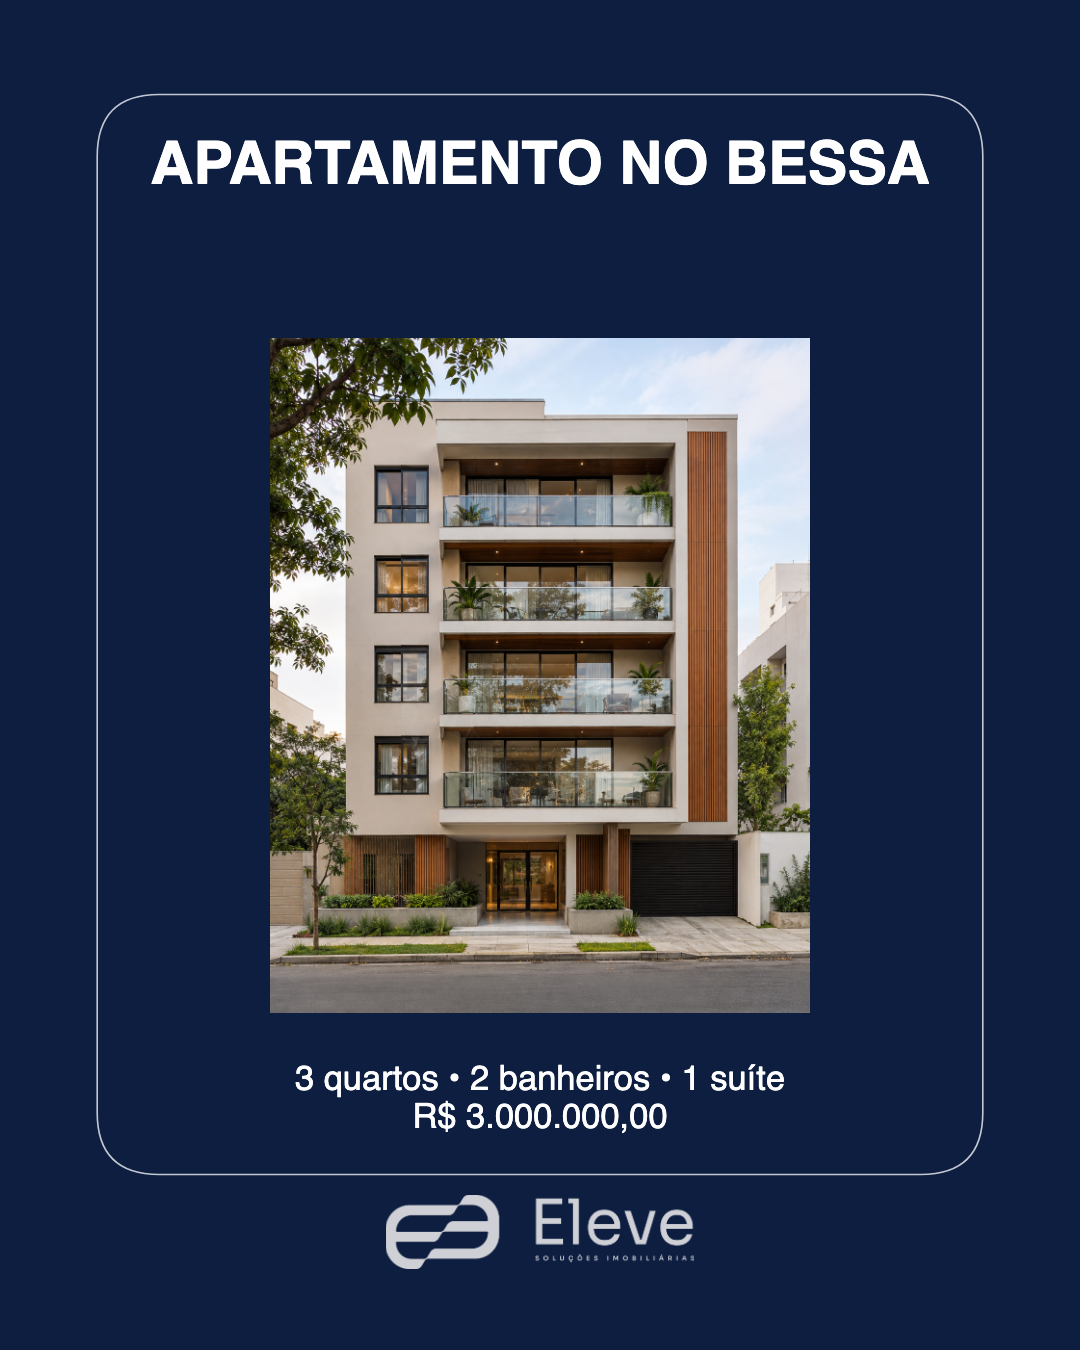 APARTAMENTO NO BESSA
3 quartos • 2 banheiros • 1 suíte
R$ 3.000.000,00
Eleve
SOLUÇÕES IMOBILIÁRIAS